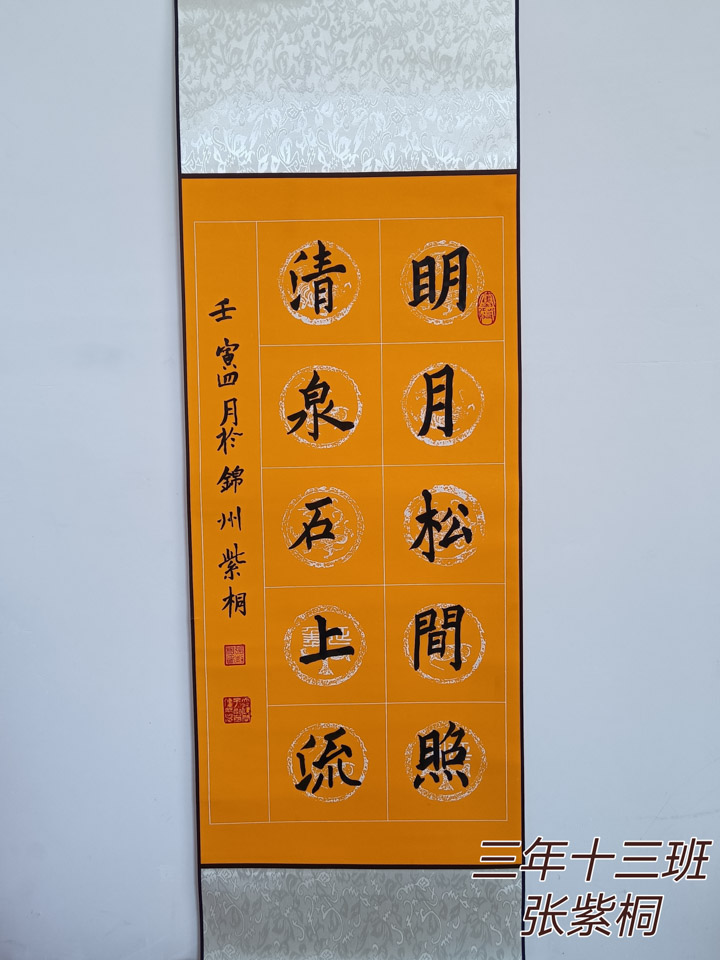 明月松間照
清泉石上流
壬寅四月於錦州紫桐
三年十三班
张紫桐